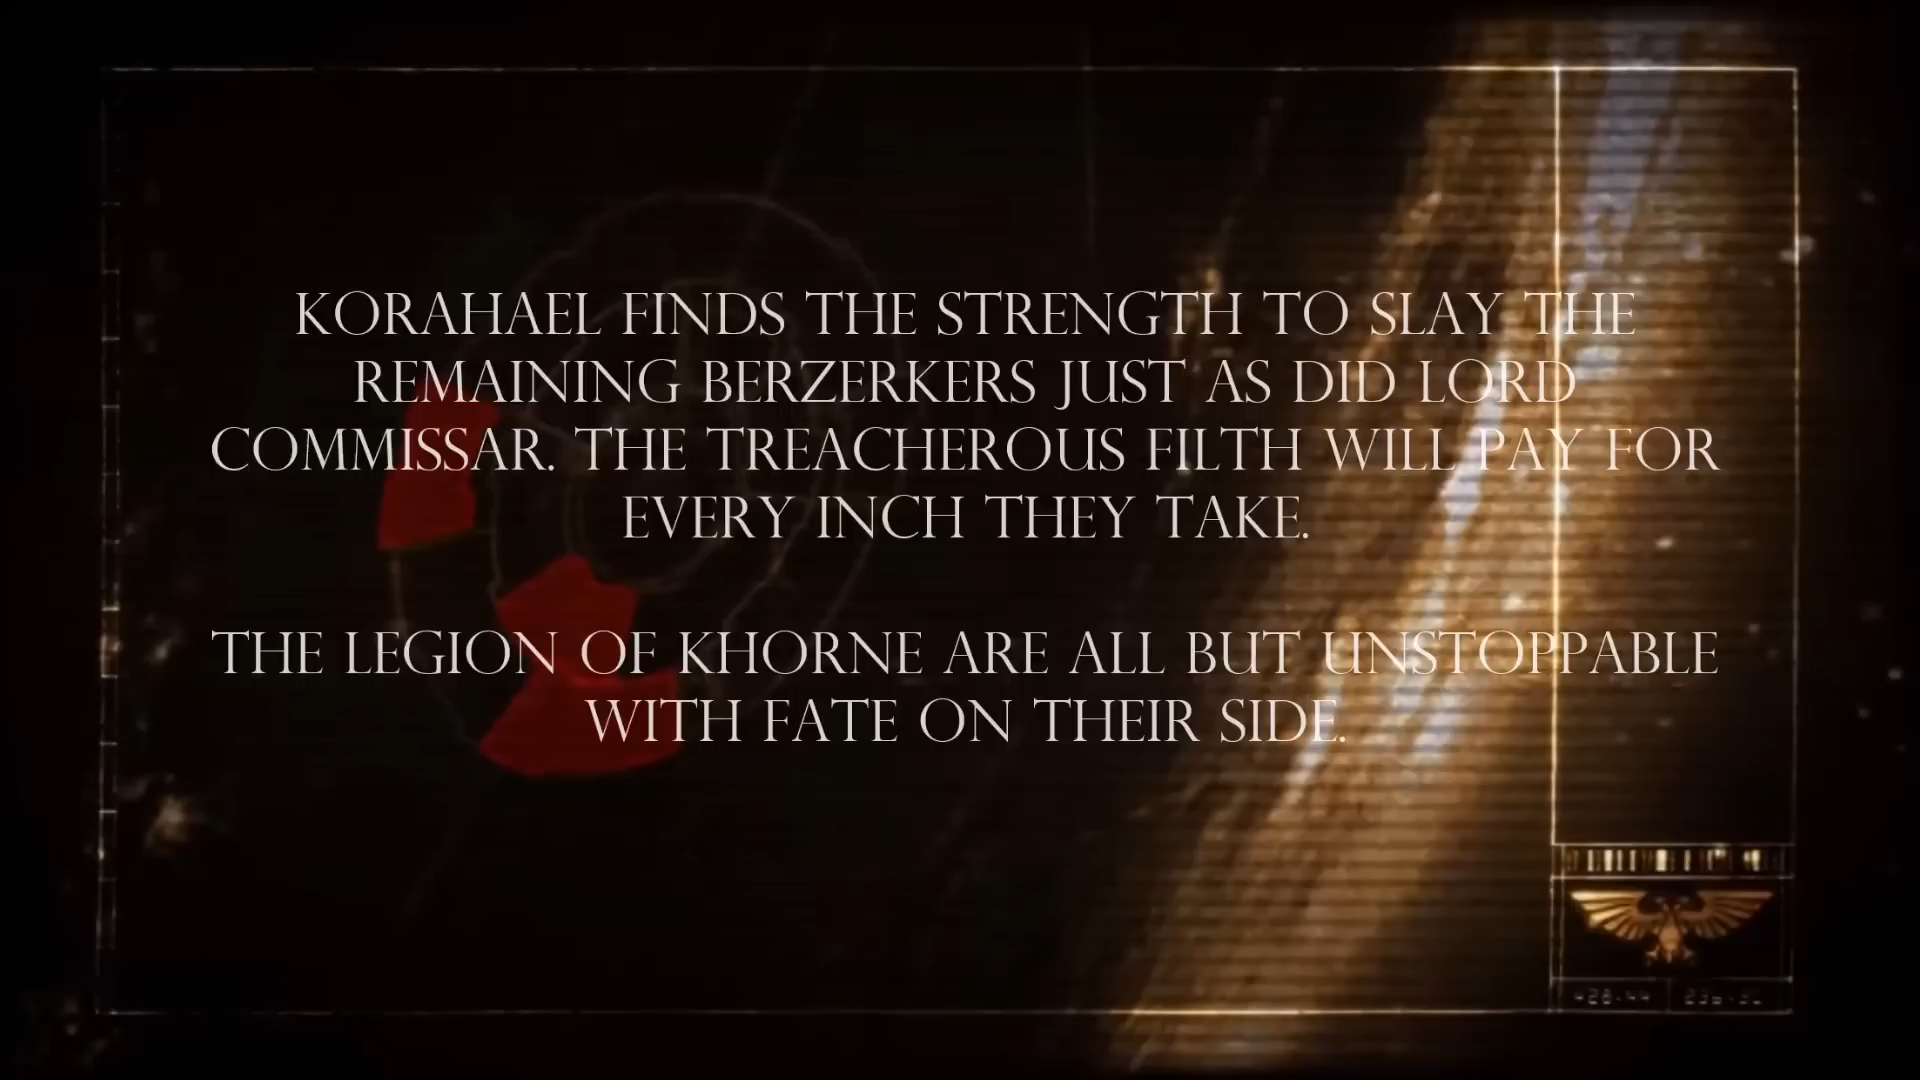 KORAHAEL FINDS THE STRENGTH TO SLAY THE
REMAINING BERZERKERS JUST AS DID LORD
COMMISSAR. THE TREACHEROUS FILTH WILL PAY FOR
EVERY INCH THEY TAKE.
THE LEGION OF KHORNE ARE ALL BUT UNSTOPPABLE
WITH FATE ON THEIR SIDE.